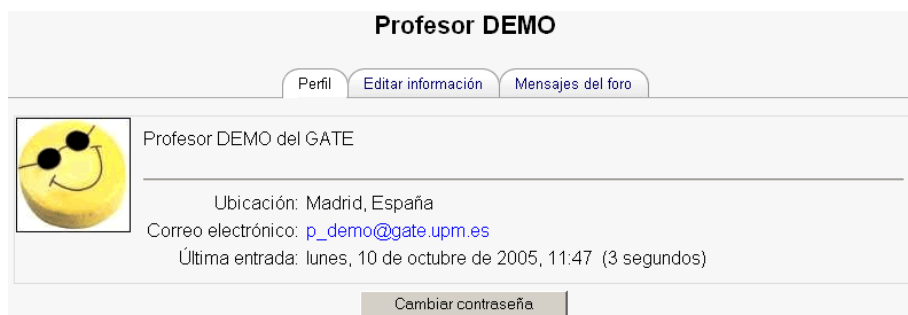 Profesor DEMO
Perfil Editar información Mensajes del foro
Profesor DEMO del GATE
Ubicación: Madrid, España
Correo electrónico: p_demo@gate.upm.es
Última entrada: lunes, 10 de octubre de 2005, 11:47 (3 segundos)
Cambiar contraseña